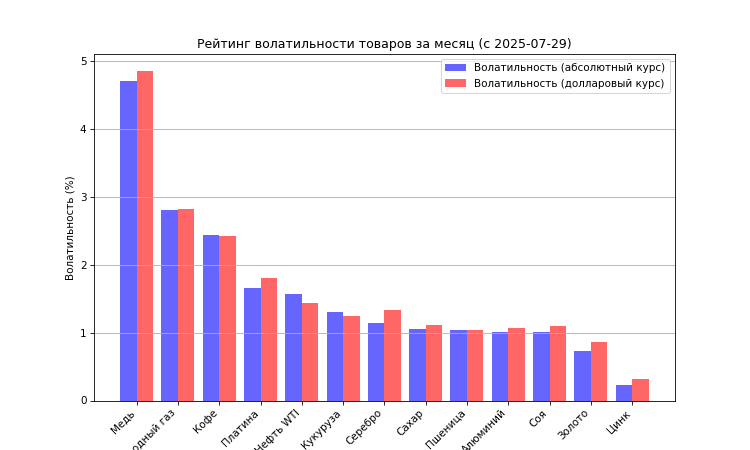 Рейтинг волатильности товаров за месяц (с 2025-07-29)
Волатильность (абсолютный курс)
Волатильность (долларовый курс)
Волатильность (%)
5
4
3
2
1
0
Медь
газ
Кофе
Платина
Нефть WTI
Кукуруза
Серебро
Сахар
Пшеница
Алюминий
Соя
Золото
Цинк